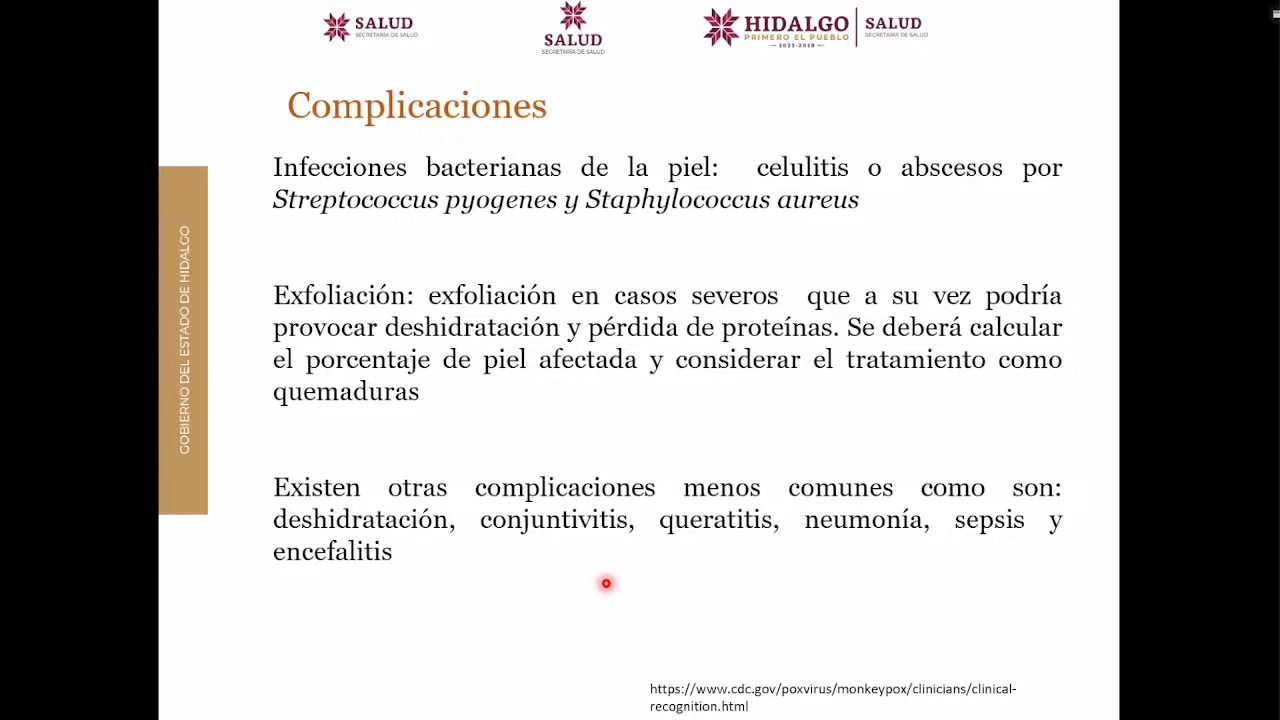 SALUD
SECRETARÍA DE SALUD
SALUD
SECRETARÍA DE SALUD
HIDALGO
PRIMERO EL PUEBLO
2022-2028
SALUD
SECRETARÍA DE SALUD
Complicaciones
Infecciones bacterianas de la piel: celulitis o abscesos por
Streptococcus pyogenes y Staphylococcus aureus
Exfoliación: exfoliación en casos severos que a su vez podría
provocar deshidratación y pérdida de proteínas. Se deberá calcular
el porcentaje de piel afectada y considerar el tratamiento como
quemaduras
Existen otras complicaciones menos comunes como son:
deshidratación, conjuntivitis, queratitis, neumonía, sepsis y
encefalitis
GOBIERNO DEL ESTADO DE HIDALGO
https://www.cdc.gov/poxvirus/monkeypox/clinicians/clinical-
recognition.html